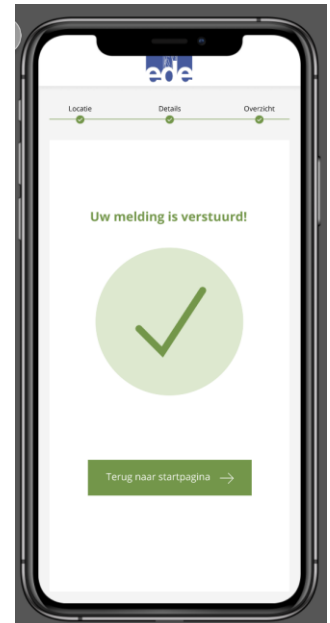 ede
Locatie Details Overzicht
Uw melding is verstuurd!
Terug naar startpagina